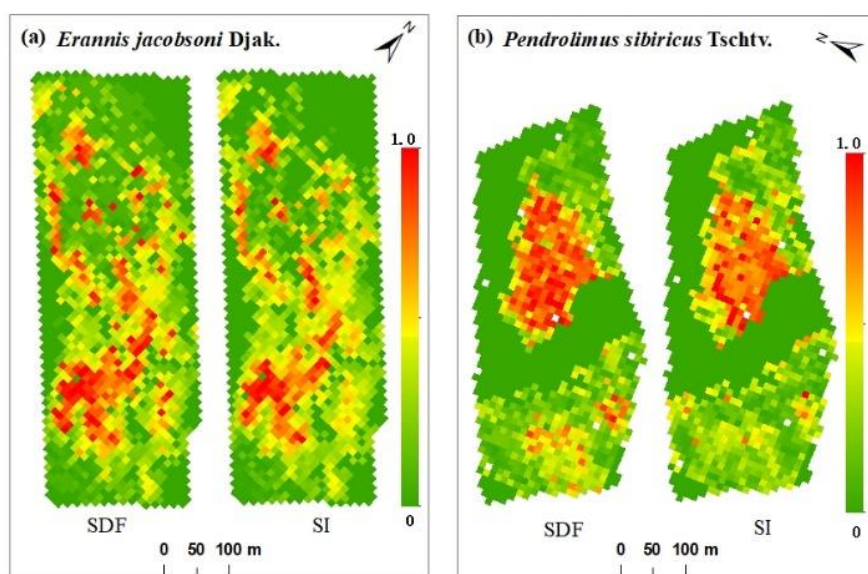 (a) Erannis jacobsoni Djak.
N
1.0
0
SDF
SI
0 50 100 m
(b) Pendrolimus sibiricus Tschtv.
N
1.0
0
SDF
SI
0 50 100 m